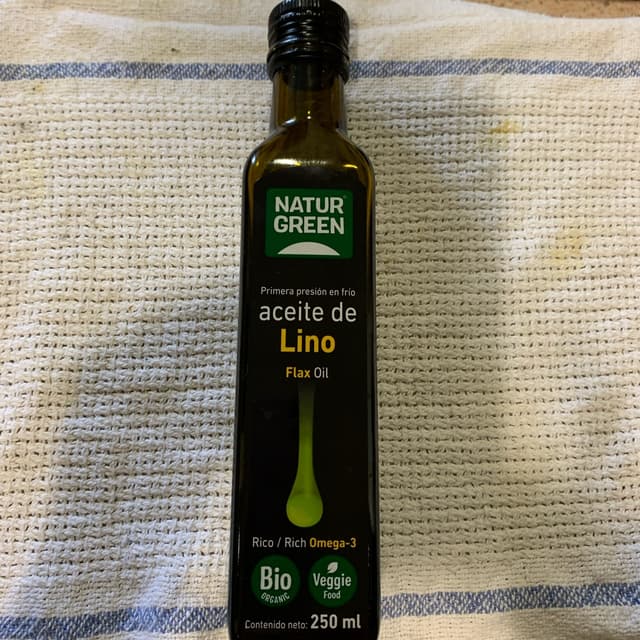 NATUR
GREEN
Primera presión en frío
aceite de
Lino
Flax Oil
Rico / Rich Omega-3
Bio
ORGANIC
Veggie
Food
Contenido neto: 250 ml